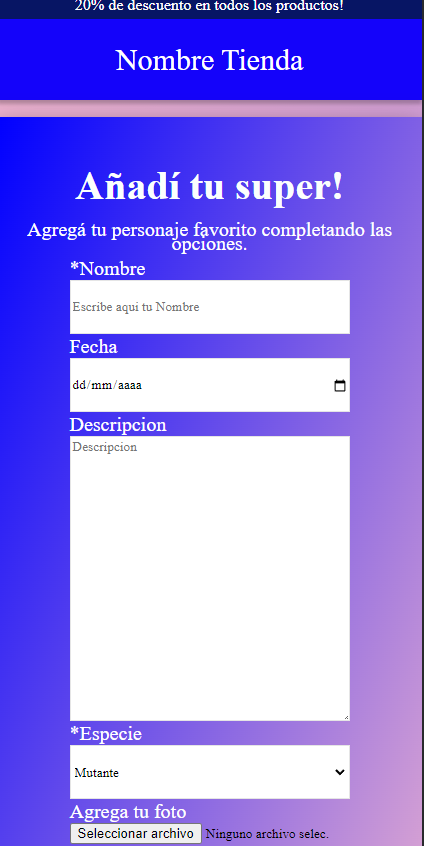 20% de descuento en todos los productos!
Nombre Tienda
Añadí tu super!
Agregá tu personaje favorito completando las
opciones.
*Nombre
Escribe aqui tu Nombre
Fecha
dd/mm/aaaa
Descripcion
Descripcion
*Especie
Mutante
Agrega tu foto
Seleccionar archivo Ninguno archivo selec.